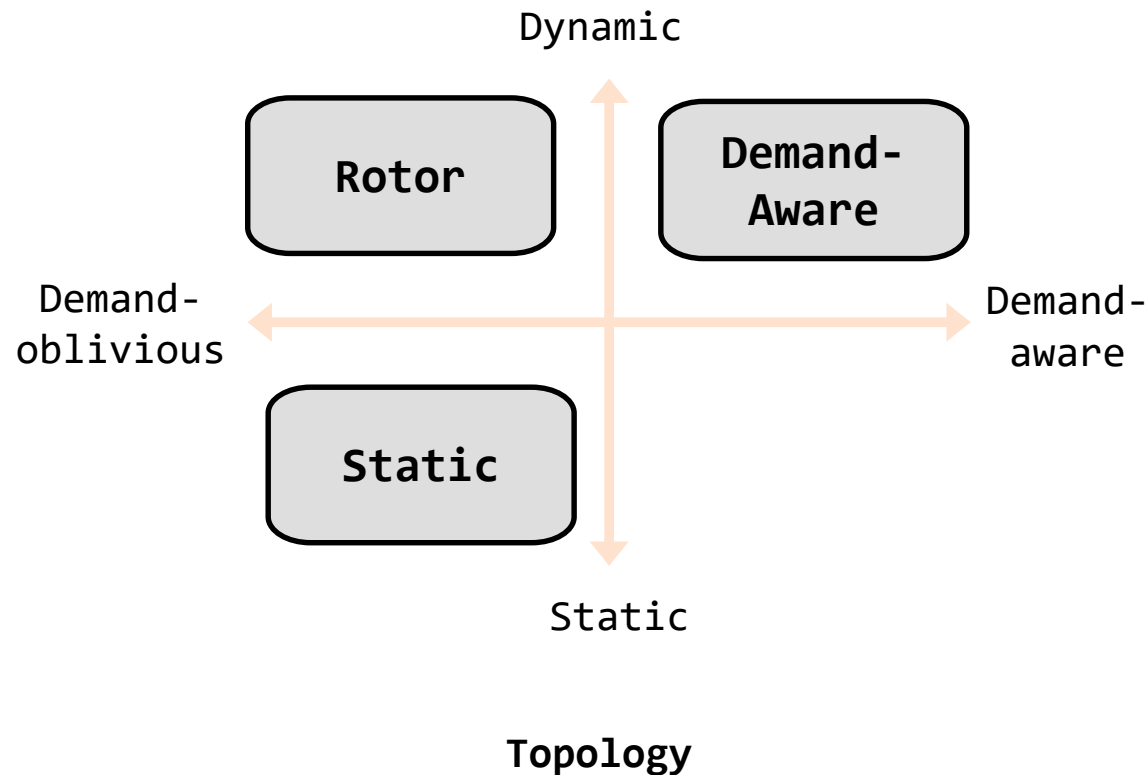 Dynamic
Rotor
Demand-
Aware
Demand-
oblivious
Demand-
aware
Static
Static
Topology